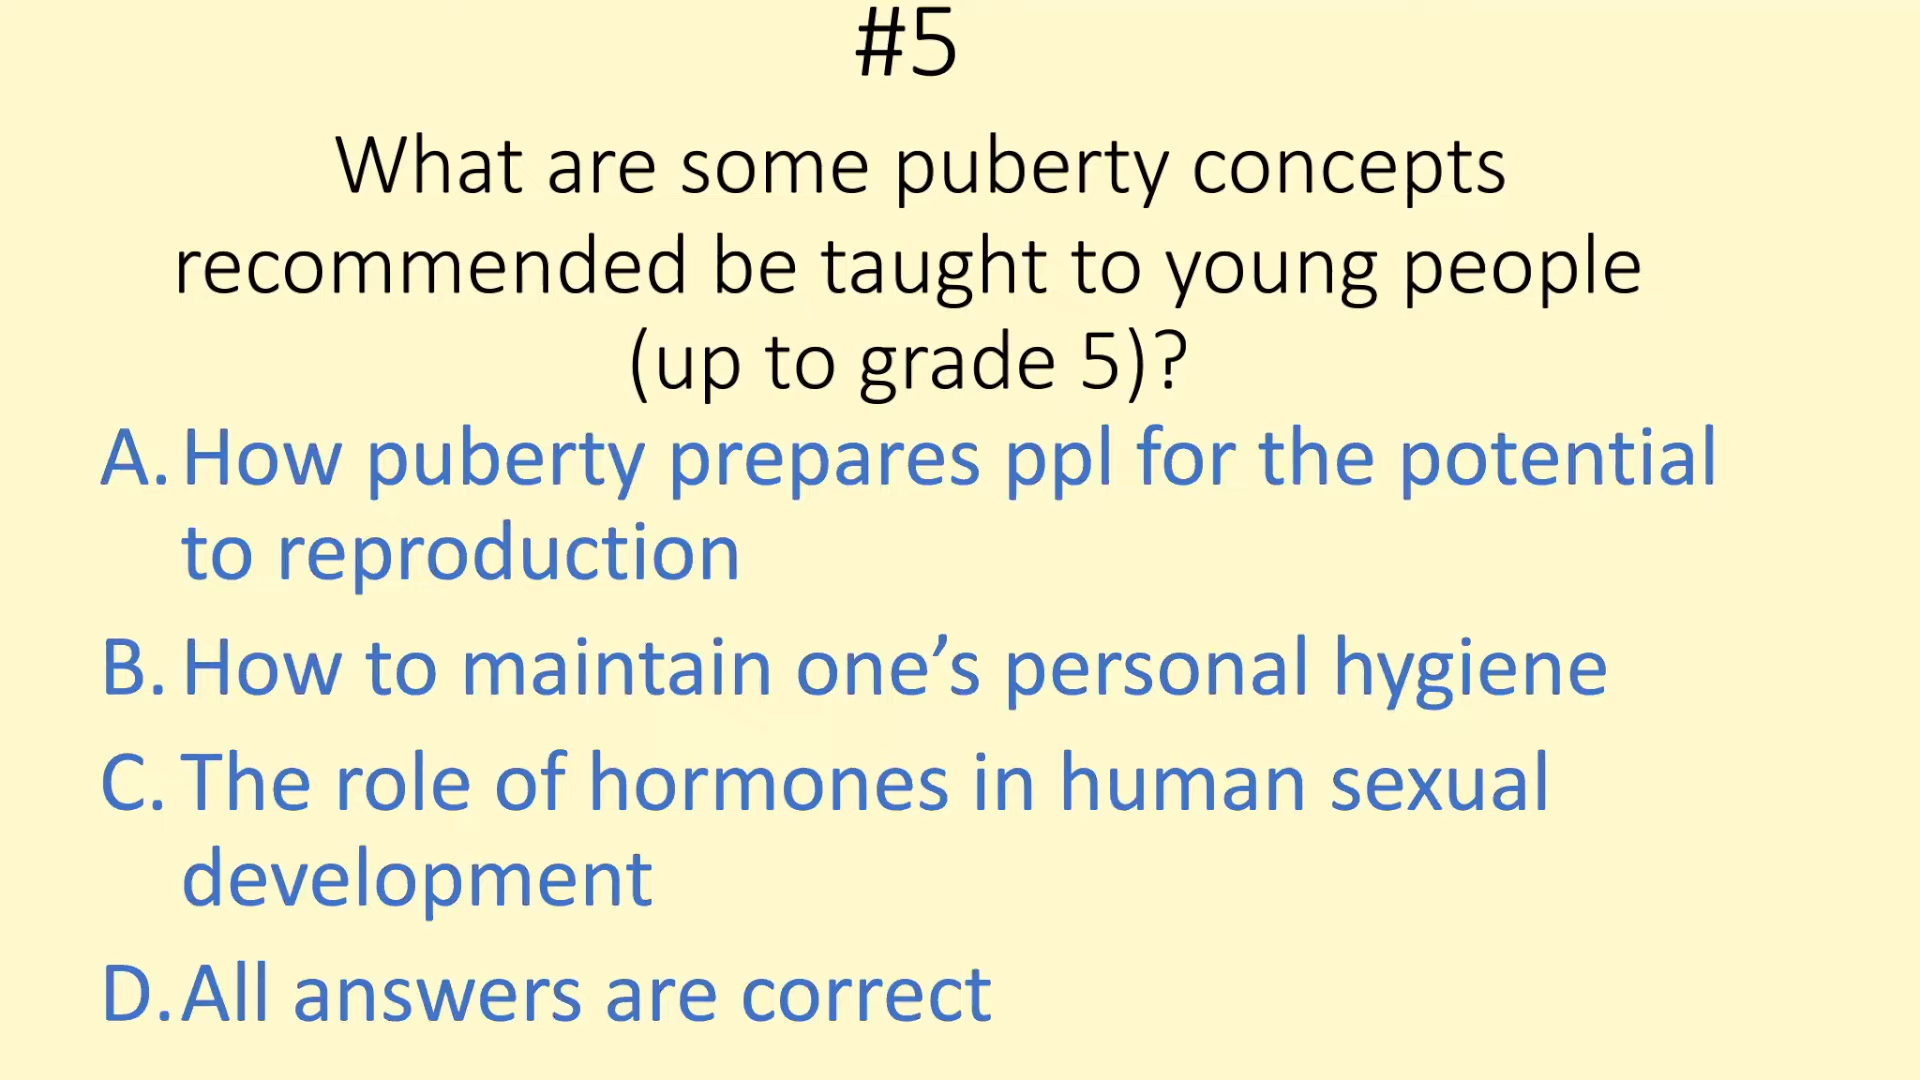 #5
What are some puberty concepts
recommended be taught to young people
(up to grade 5)?
A. How puberty prepares ppl for the potential
to reproduction
B. How to maintain one’s personal hygiene
C. The role of hormones in human sexual
development
D. All answers are correct